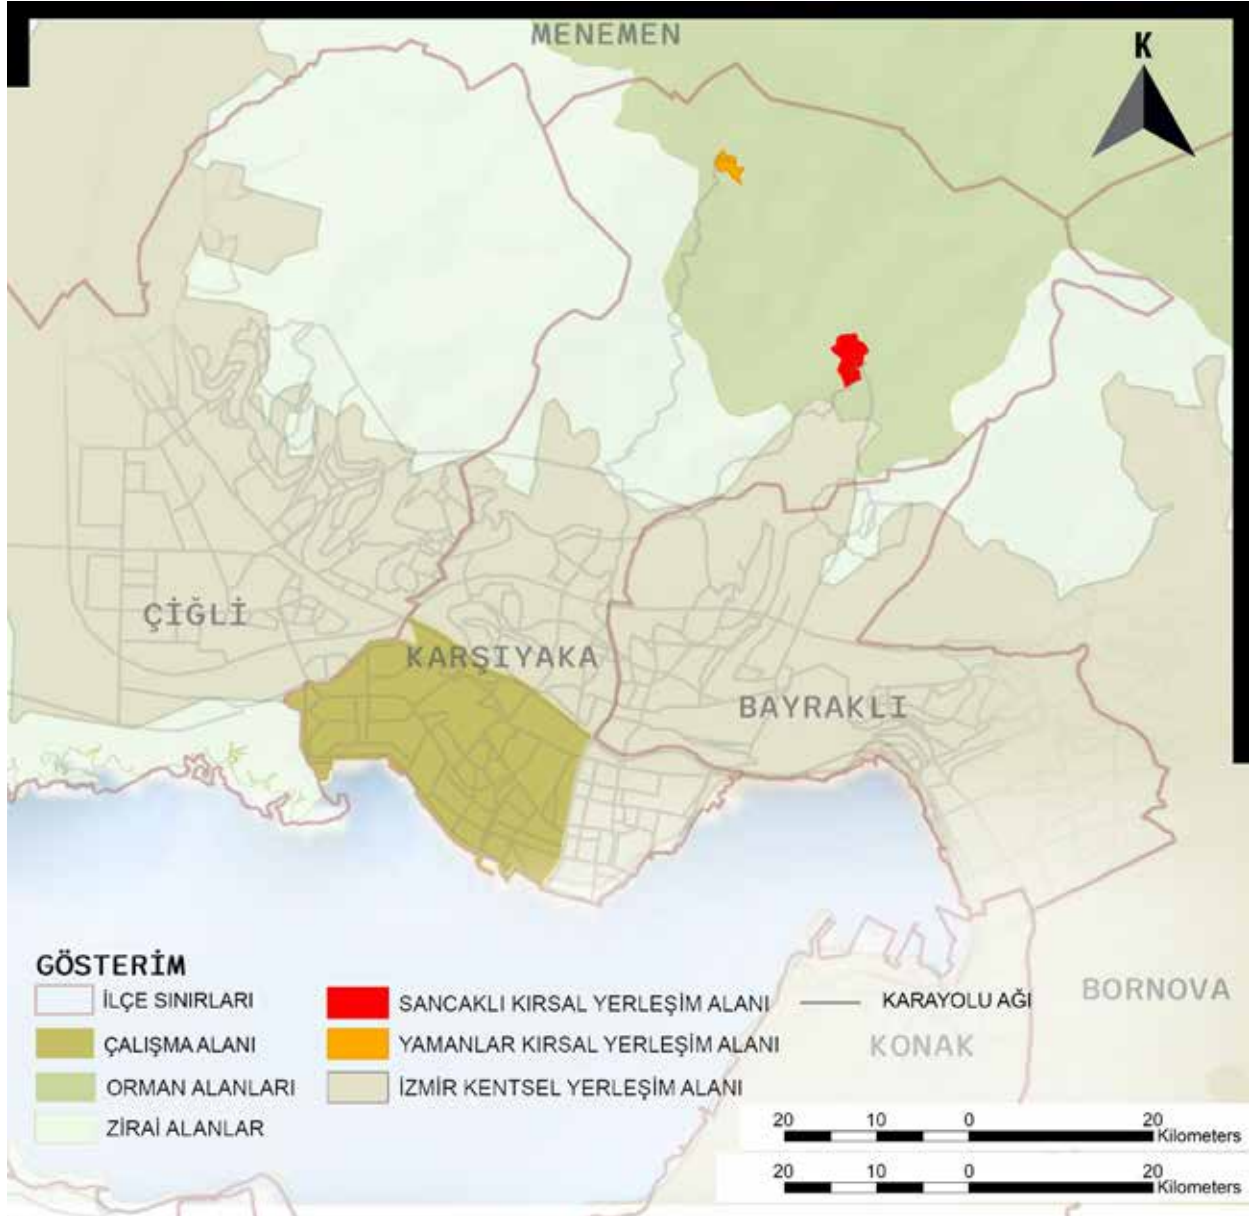 MENEMEN
K
ÇİĞLİ
KARŞIYAKA
BAYRAKLI
BORNOVA
KONAK
GÖSTERİM
İLÇE SINIRLARI
ÇALIŞMA ALANI
ORMAN ALANLARI
ZİRAİ ALANLAR
SANCAKLI KIRSAL YERLEŞİM ALANI
YAMANLAR KIRSAL YERLEŞİM ALANI
İZMİR KENTSEL YERLEŞİM ALANI
KARAYOLU AĞI
20 10 0 20
Kilometers
20 10 0 20
Kilometers